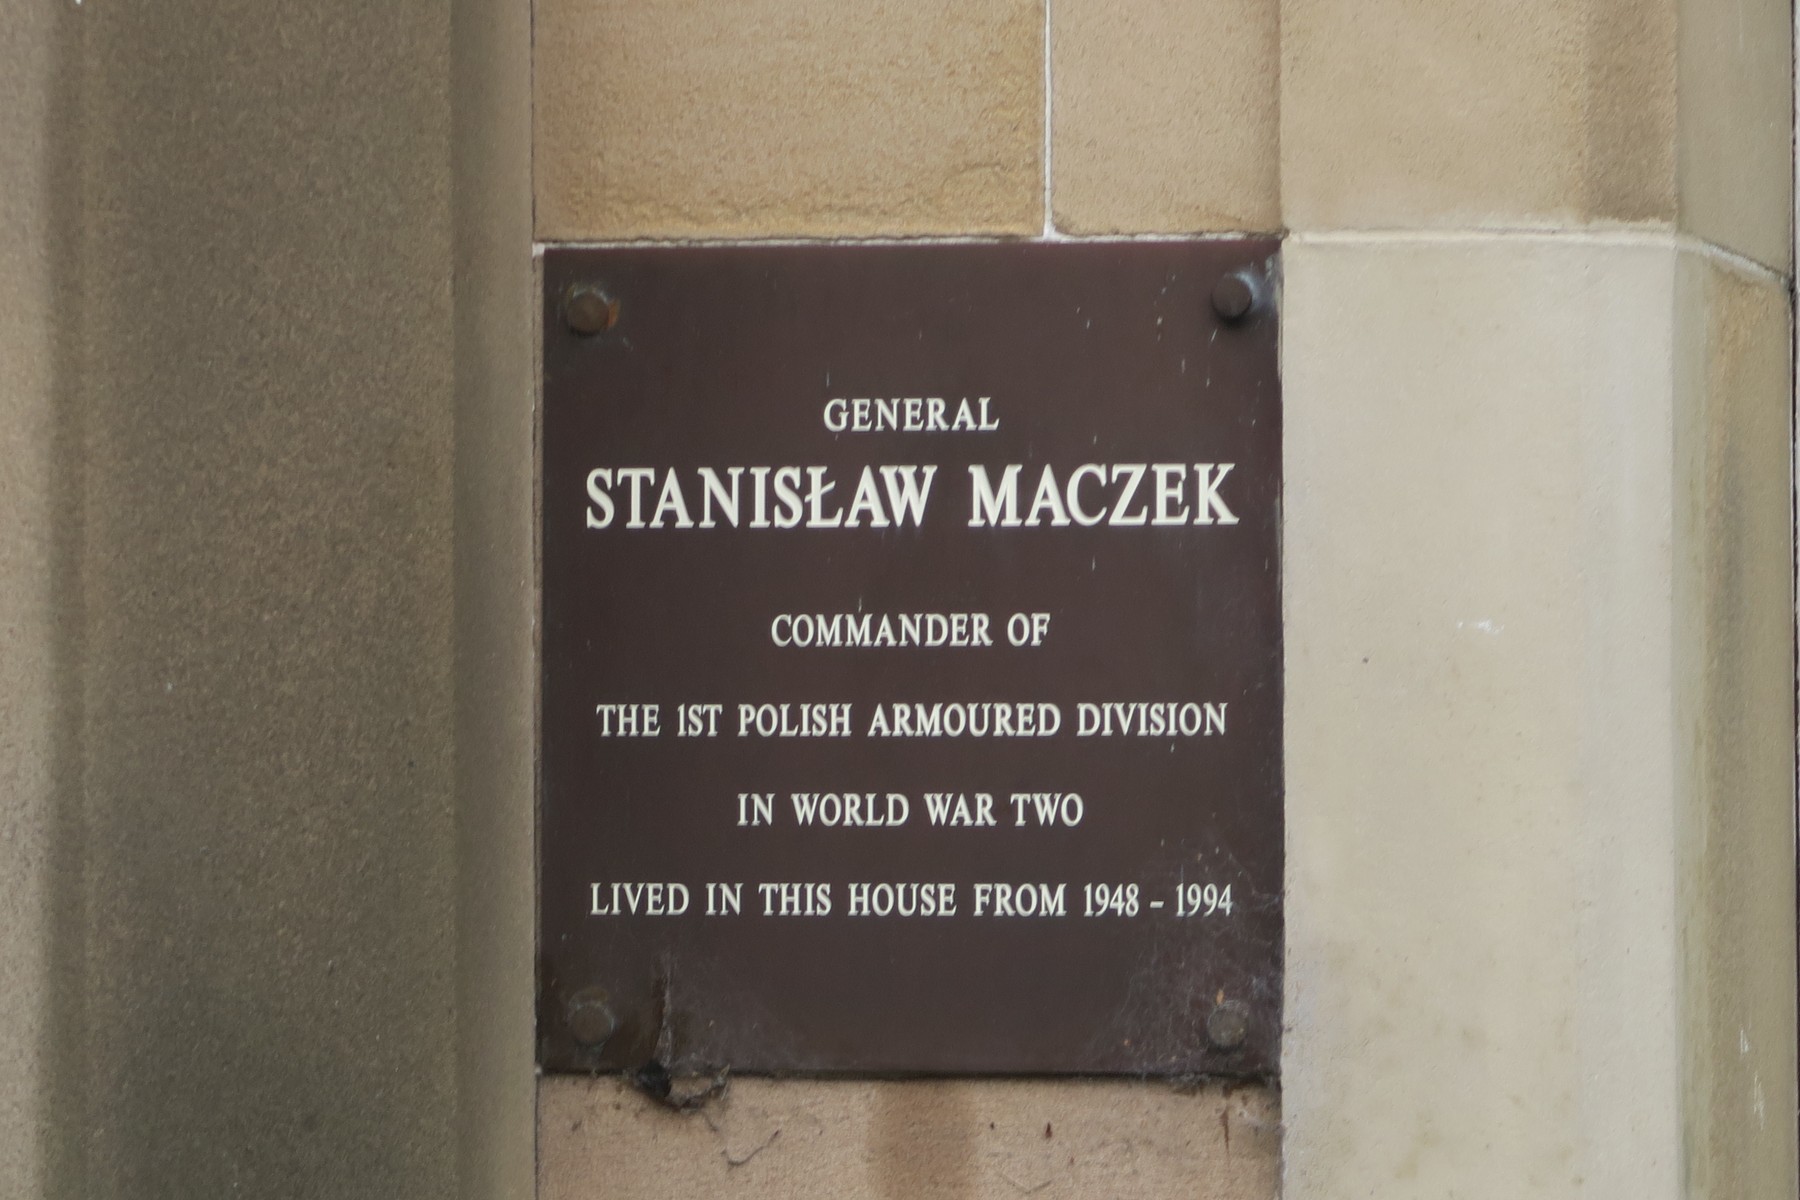 GENERAL
STANISŁAW MACZEK
COMMANDER OF
THE 1ST POLISH ARMOURED DIVISION
IN WORLD WAR TWO
LIVED IN THIS HOUSE FROM 1948 - 1994